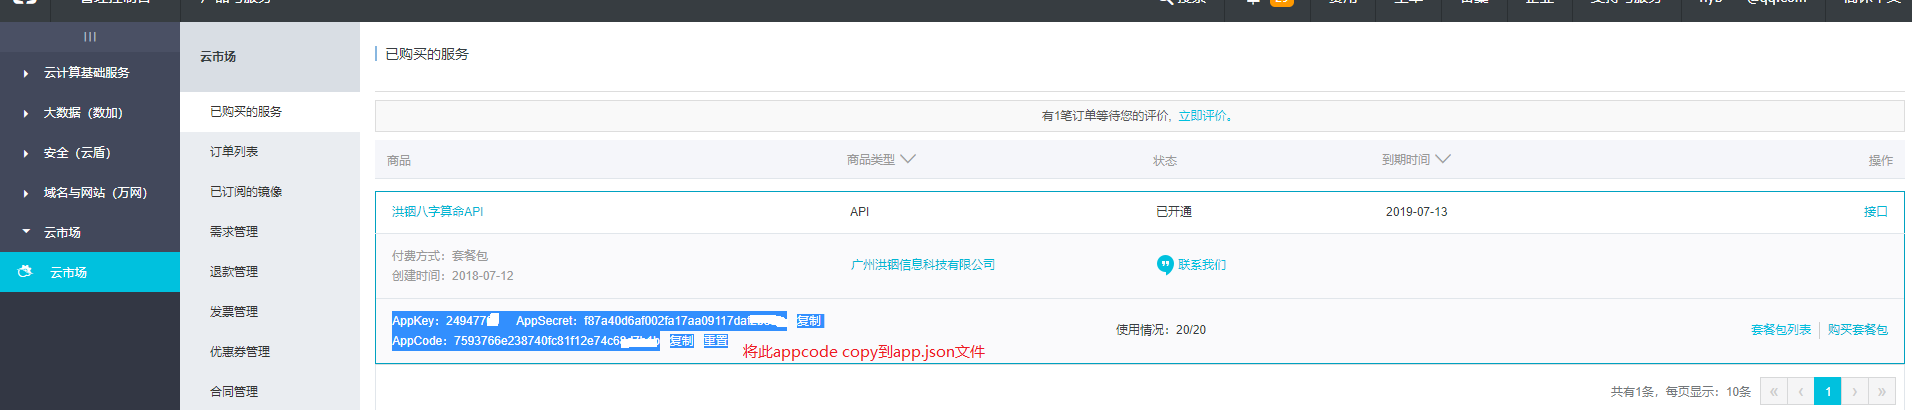 云市场
已购买的服务
有1笔订单等待您的评价，立即评价。
云计算基础服务
大数据（数加）
安全（云盾）
域名与网站（万网）
云市场
云市场
已购买的服务
订单列表
已订阅的镜像
需求管理
退款管理
发票管理
优惠券管理
合同管理
商品 商品类型 状态 到期时间 操作
洪铟八字算命API API 已开通 2019-07-13 接口
付费方式：套餐包
创建时间：2018-07-12
广州洪铟信息科技有限公司 联系我们
AppKey：249477 AppSecret：f87a40d6af002fa17aa09117daf 复制
AppCode：7593766e238740fc81f12e74c68 复制 重置
将此appcode copy到app.json文件
使用情况：20/20 套餐包列表 购买套餐包
共有1条，每页显示：10条 « ‹ 1 › »